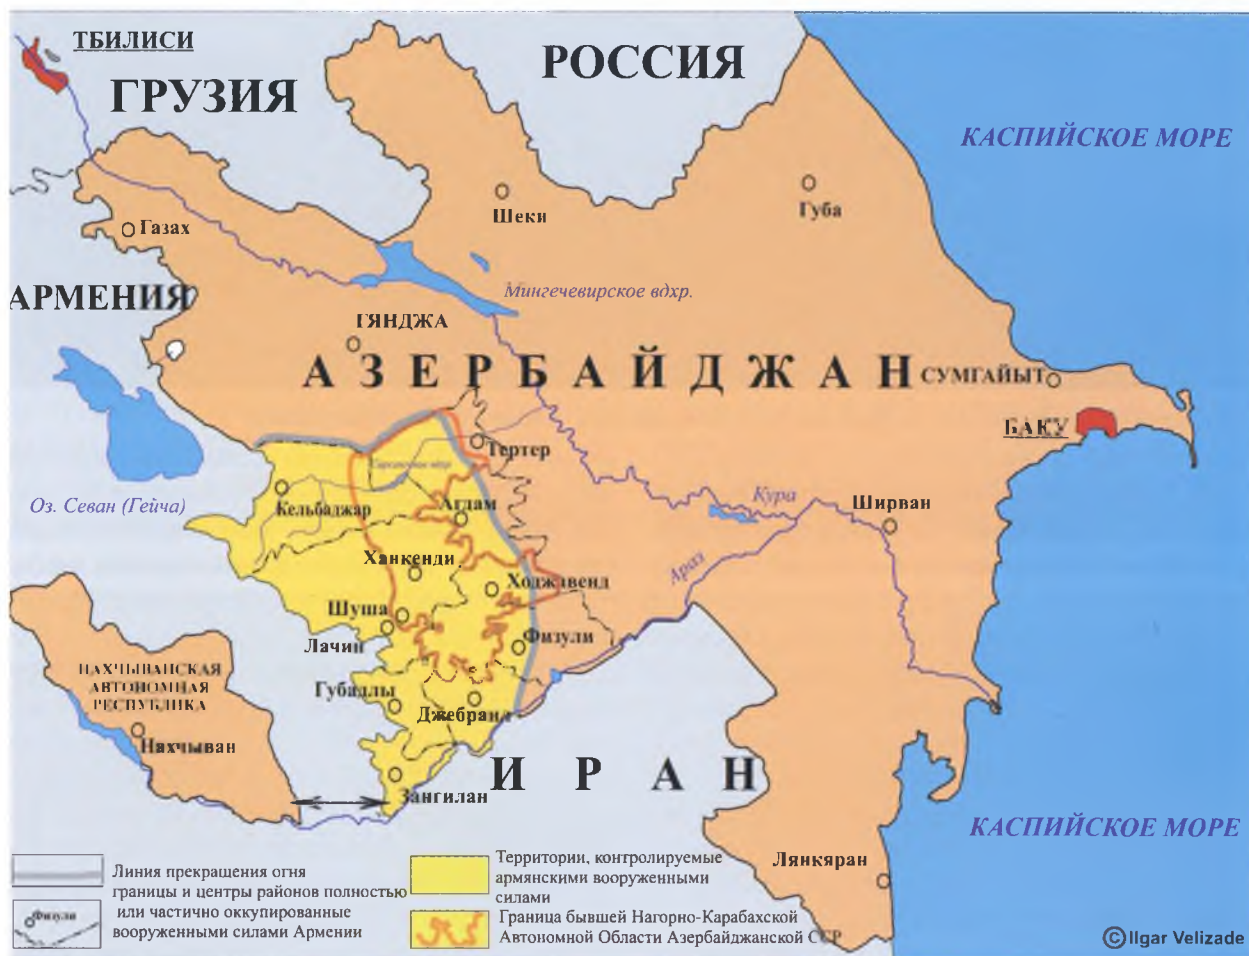 ТБИЛИСИ
ГРУЗИЯ
РОССИЯ
КАСПИЙСКОЕ МОРЕ
Шеки
Губа
Газах
АРМЕНИЯ
Мингечевирское вдхр.
ГЯНДЖА
АЗЕРБАЙДЖАН
СУМГАЙЫТ
БАКУ
Тертер
Оз. Севан (Гейча)
Кельбаджар
Агдам
Кура
Ширван
Ханкенди
Ходжавенд
Араз
Шуша
Физули
Лачин
НАХЧЫВАНСКАЯ
АВТОНОМНАЯ
РЕСПУБЛИКА
Губадлы
Джебраил
Нахчыван
ИРАН
Зангилан
КАСПИЙСКОЕ МОРЕ
Лянкяран
Линия прекращения огня
границы и центры районов полностью
или частично оккупированные
вооруженными силами Армении
Физули
Территории, контролируемые
армянскими вооруженными
силами
Граница бывшей Нагорно-Карабахской
Автономной Области Азербайджанской ССР
©Ilgar Velizade